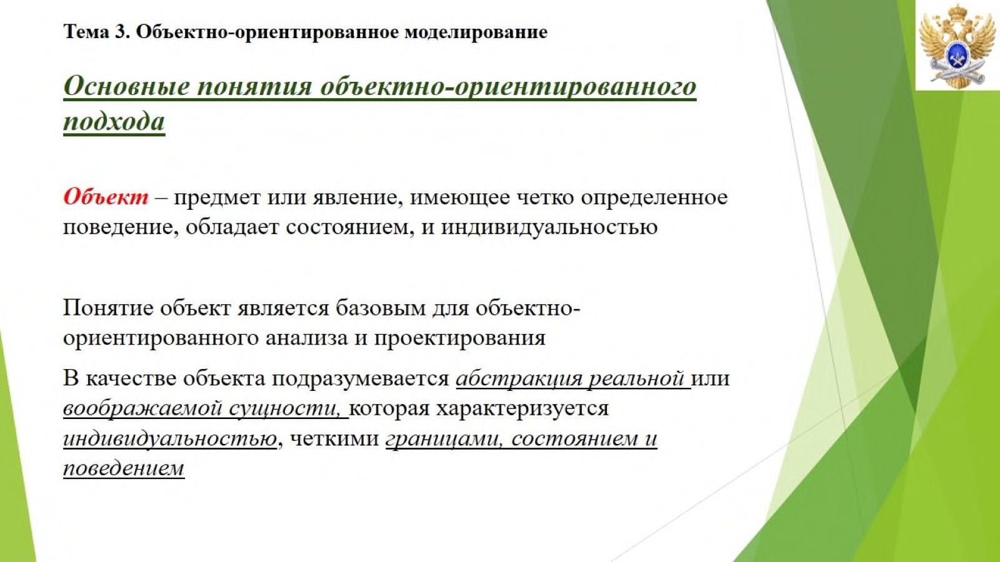 Тема 3. Объектно-ориентированное моделирование
Основные понятия объектно-ориентированного
подхода
Объект – предмет или явление, имеющее четко определенное
поведение, обладает состоянием, и индивидуальностью
Понятие объект является базовым для объектно-
ориентированного анализа и проектирования
В качестве объекта подразумевается абстракция реальной или
воображаемой сущности, которая характеризуется
индивидуальностью, четкими границами, состоянием и
поведением